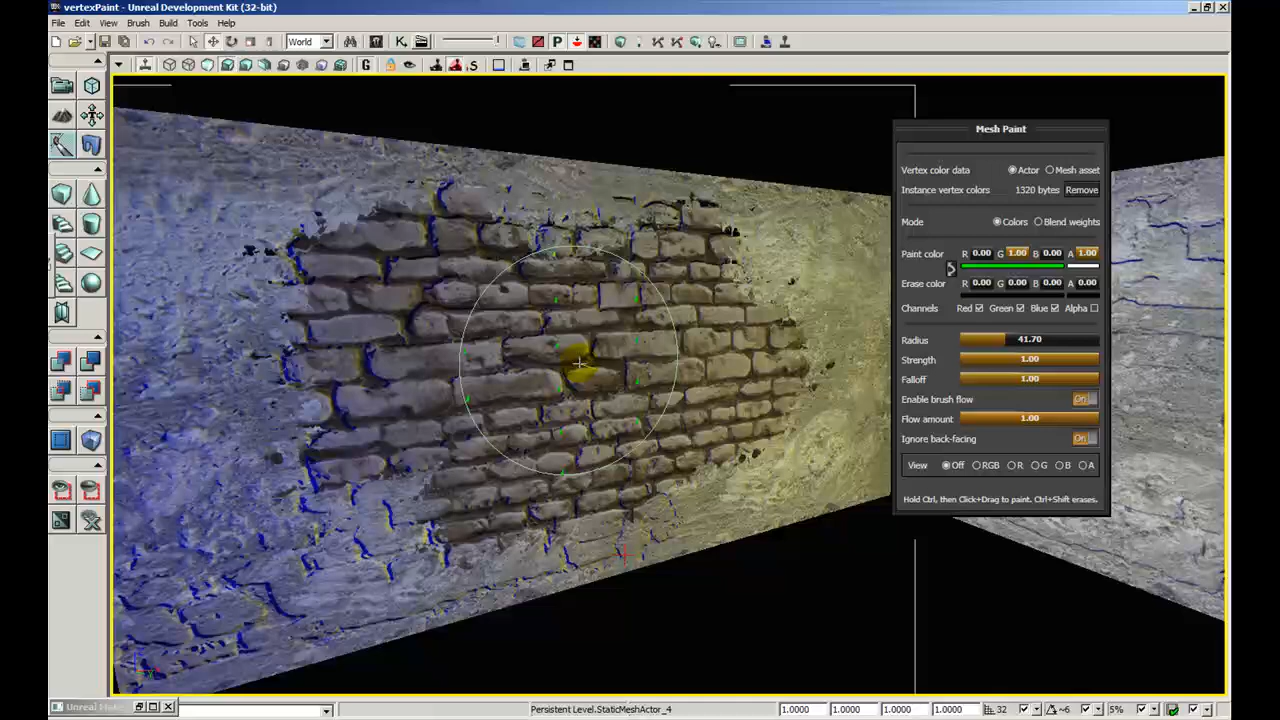 vertexPaint - Unreal Development Kit (32-bit)
File Edit View Brush Build Tools Help
World
G
P
S
Mesh Paint
Vertex color data Actor Mesh asset
Instance vertex colors 1320 bytes Remove
Mode Colors Blend weights
Paint color R 0.00 G 1.00 B 0.00 A 1.00
Erase color R 0.00 G 0.00 B 0.00 A 0.00
Channels Red Green Blue Alpha
Radius 41.70
Strength 1.00
Falloff 1.00
Enable brush flow On
Flow amount 1.00
Ignore back-facing On
View Off RGB R G B A
Hold Ctrl, then Click+Drag to paint. Ctrl+Shift erases.
Persistent Level.StaticMeshActor_4 1.0000 1.0000 1.0000 1.0000 32 ~6 5%